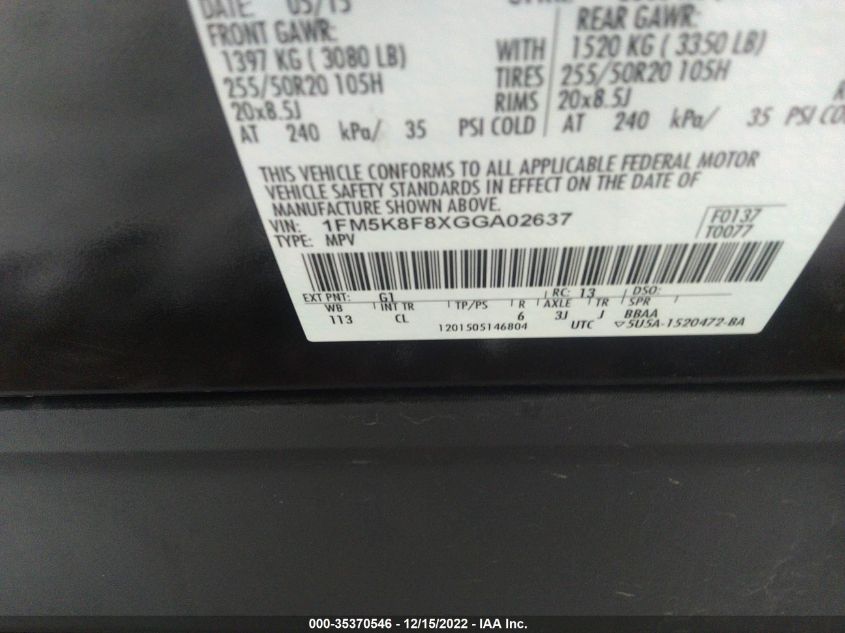 DATE: 05/15
FRONT GAWR:
1397 KG ( 3080 LB)
255/50R20 105H
20x8.5J
AT 240 kPa/ 35 PSI COLD
WITH
TIRES
RIMS
REAR GAWR:
1520 KG ( 3350 LB)
255/50R20 105H
20x8.5J
AT 240 kPa/ 35 PSI CO
THIS VEHICLE CONFORMS TO ALL APPLICABLE FEDERAL MOTOR
VEHICLE SAFETY STANDARDS IN EFFECT ON THE DATE OF
MANUFACTURE SHOWN ABOVE.
VIN: 1FM5K8F8XGGA02637
TYPE: MPV
F0137
T0077
EXT PNT: G1 RC: 13 DSO:
WB INT TR TP/PS R AXLE TR SPR
113 CL 6 3J J BBAA
1201505146804 UTC ▽5U5A-1520472-BA
000-35370546 - 12/15/2022 - IAA Inc.